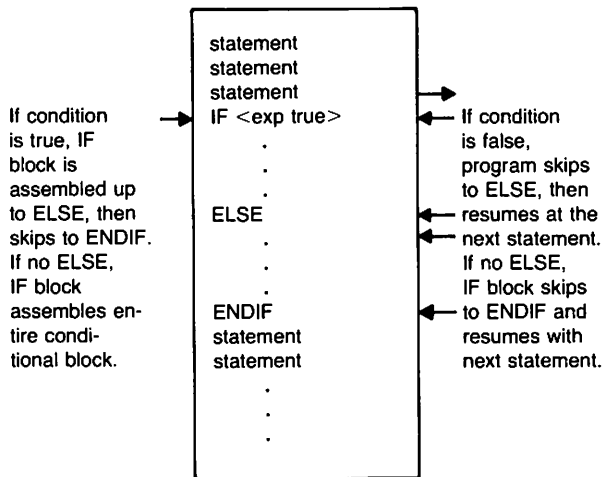 statement
statement
statement
IF <exp true>
.
.
.
ELSE
.
.
.
ENDIF
statement
statement
.
.
.
If condition
is true, IF
block is
assembled up
to ELSE, then
skips to ENDIF.
If no ELSE,
IF block
assembles en-
tire condi-
tional block.
If condition
is false,
program skips
to ELSE, then
resumes at the
next statement.
If no ELSE,
IF block skips
to ENDIF and
resumes with
next statement.